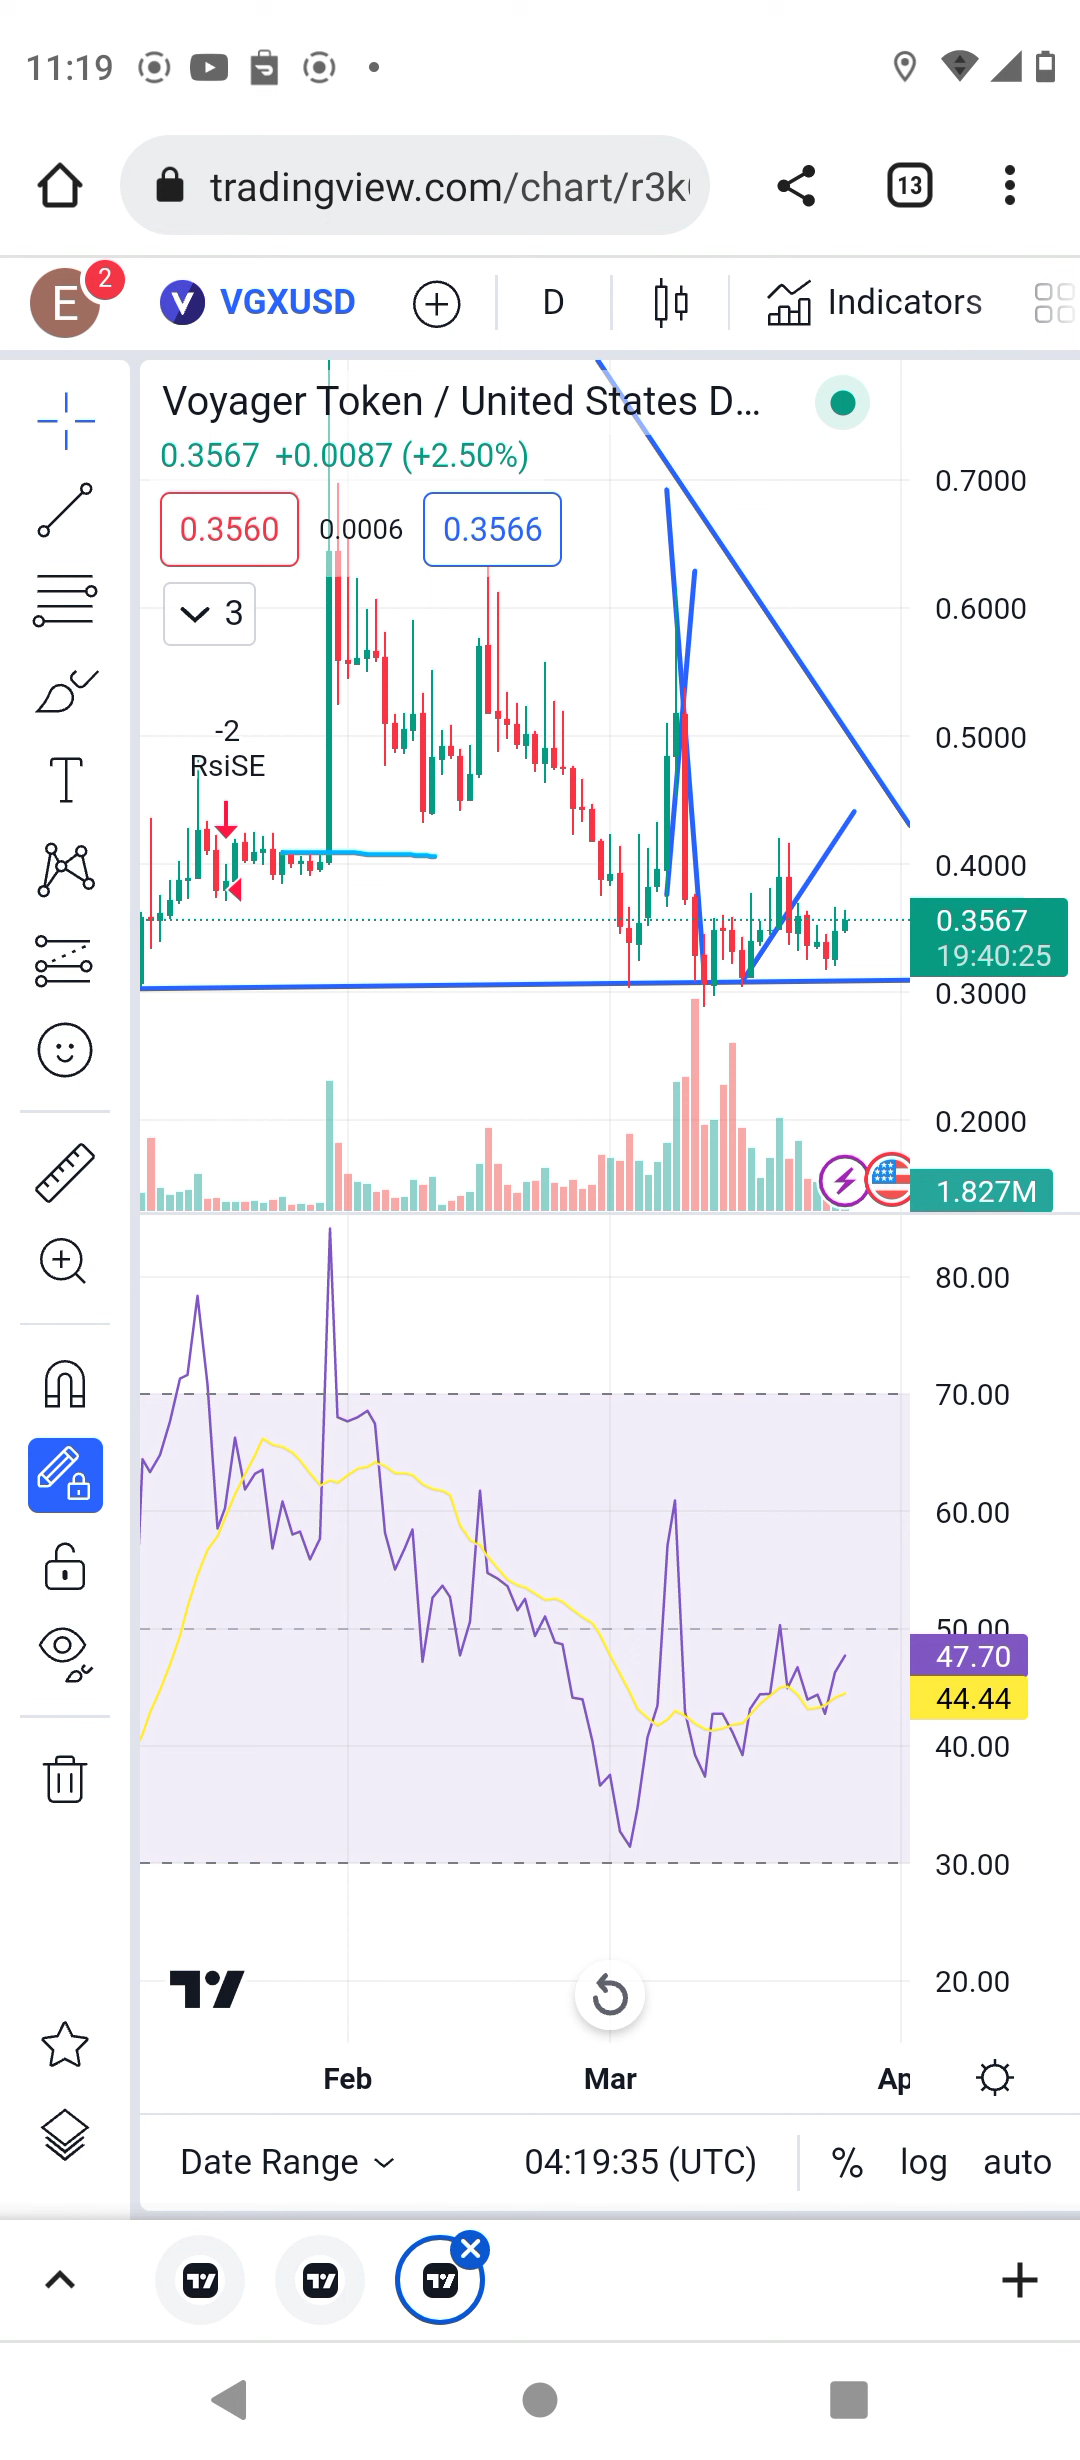 11:19
tradingview.com/chart/r3k
13
E
2
VGXUSD
D
Indicators
Voyager Token / United States D...
0.3567 +0.0087 (+2.50%)
0.3560
0.0006
0.3566
3
-2
RsiSE
0.7000
0.6000
0.5000
0.4000
0.3567
19:40:25
0.3000
0.2000
1.827M
80.00
70.00
60.00
50.00
47.70
44.44
40.00
30.00
20.00
Feb
Mar
Ap
Date Range
04:19:35 (UTC)
%
log
auto